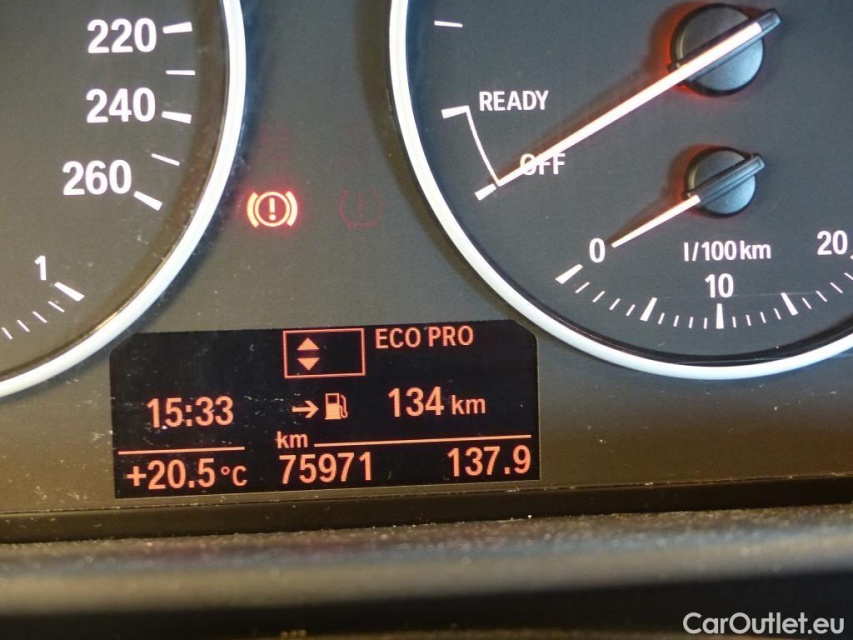 220
240
260
1
READY
OFF
0
l/100km
10
20
ECO PRO
15:33
134 km
km
+20.5°C
75971
137.9
CarOutlet.eu